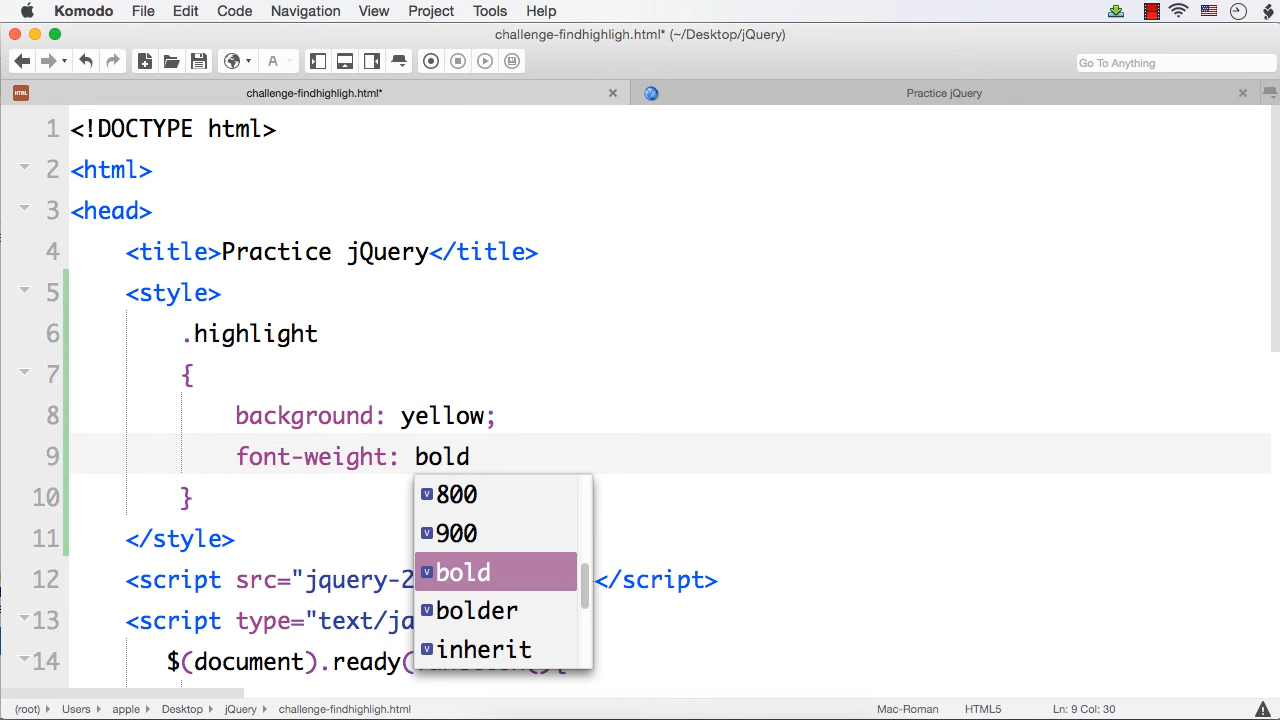 Komodo File Edit Code Navigation View Project Tools Help
challenge-findhighligh.html* (~/Desktop/jQuery)
A
Go To Anything
HTML
challenge-findhighligh.html*
Practice jQuery
1 <!DOCTYPE html>
2 <html>
3 <head>
4 <title>Practice jQuery</title>
5 <style>
6 .highlight
7 {
8 background: yellow;
9 font-weight: bold
10 }
11 </style>
12 <script src="jquery-2 </script>
13 <script type="text/ja
14 $(document).ready(
V 800
V 900
V bold
V bolder
V inherit
(root) Users apple Desktop jQuery challenge-findhighligh.html Mac-Roman HTML5 Ln: 9 Col: 30